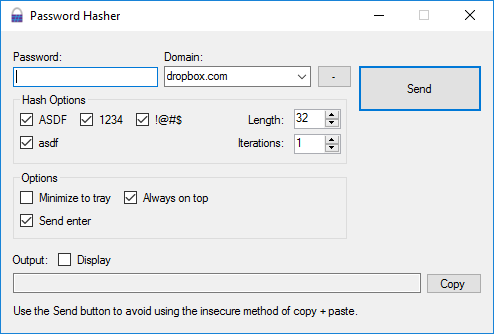 Password Hasher
Password: Domain:
dropbox.com - Send
Hash Options
ASDF 1234 !@#$ Length: 32
asdf Iterations: 1
Options
Minimize to tray Always on top
Send enter
Output: Display
Copy
Use the Send button to avoid using the insecure method of copy + paste.